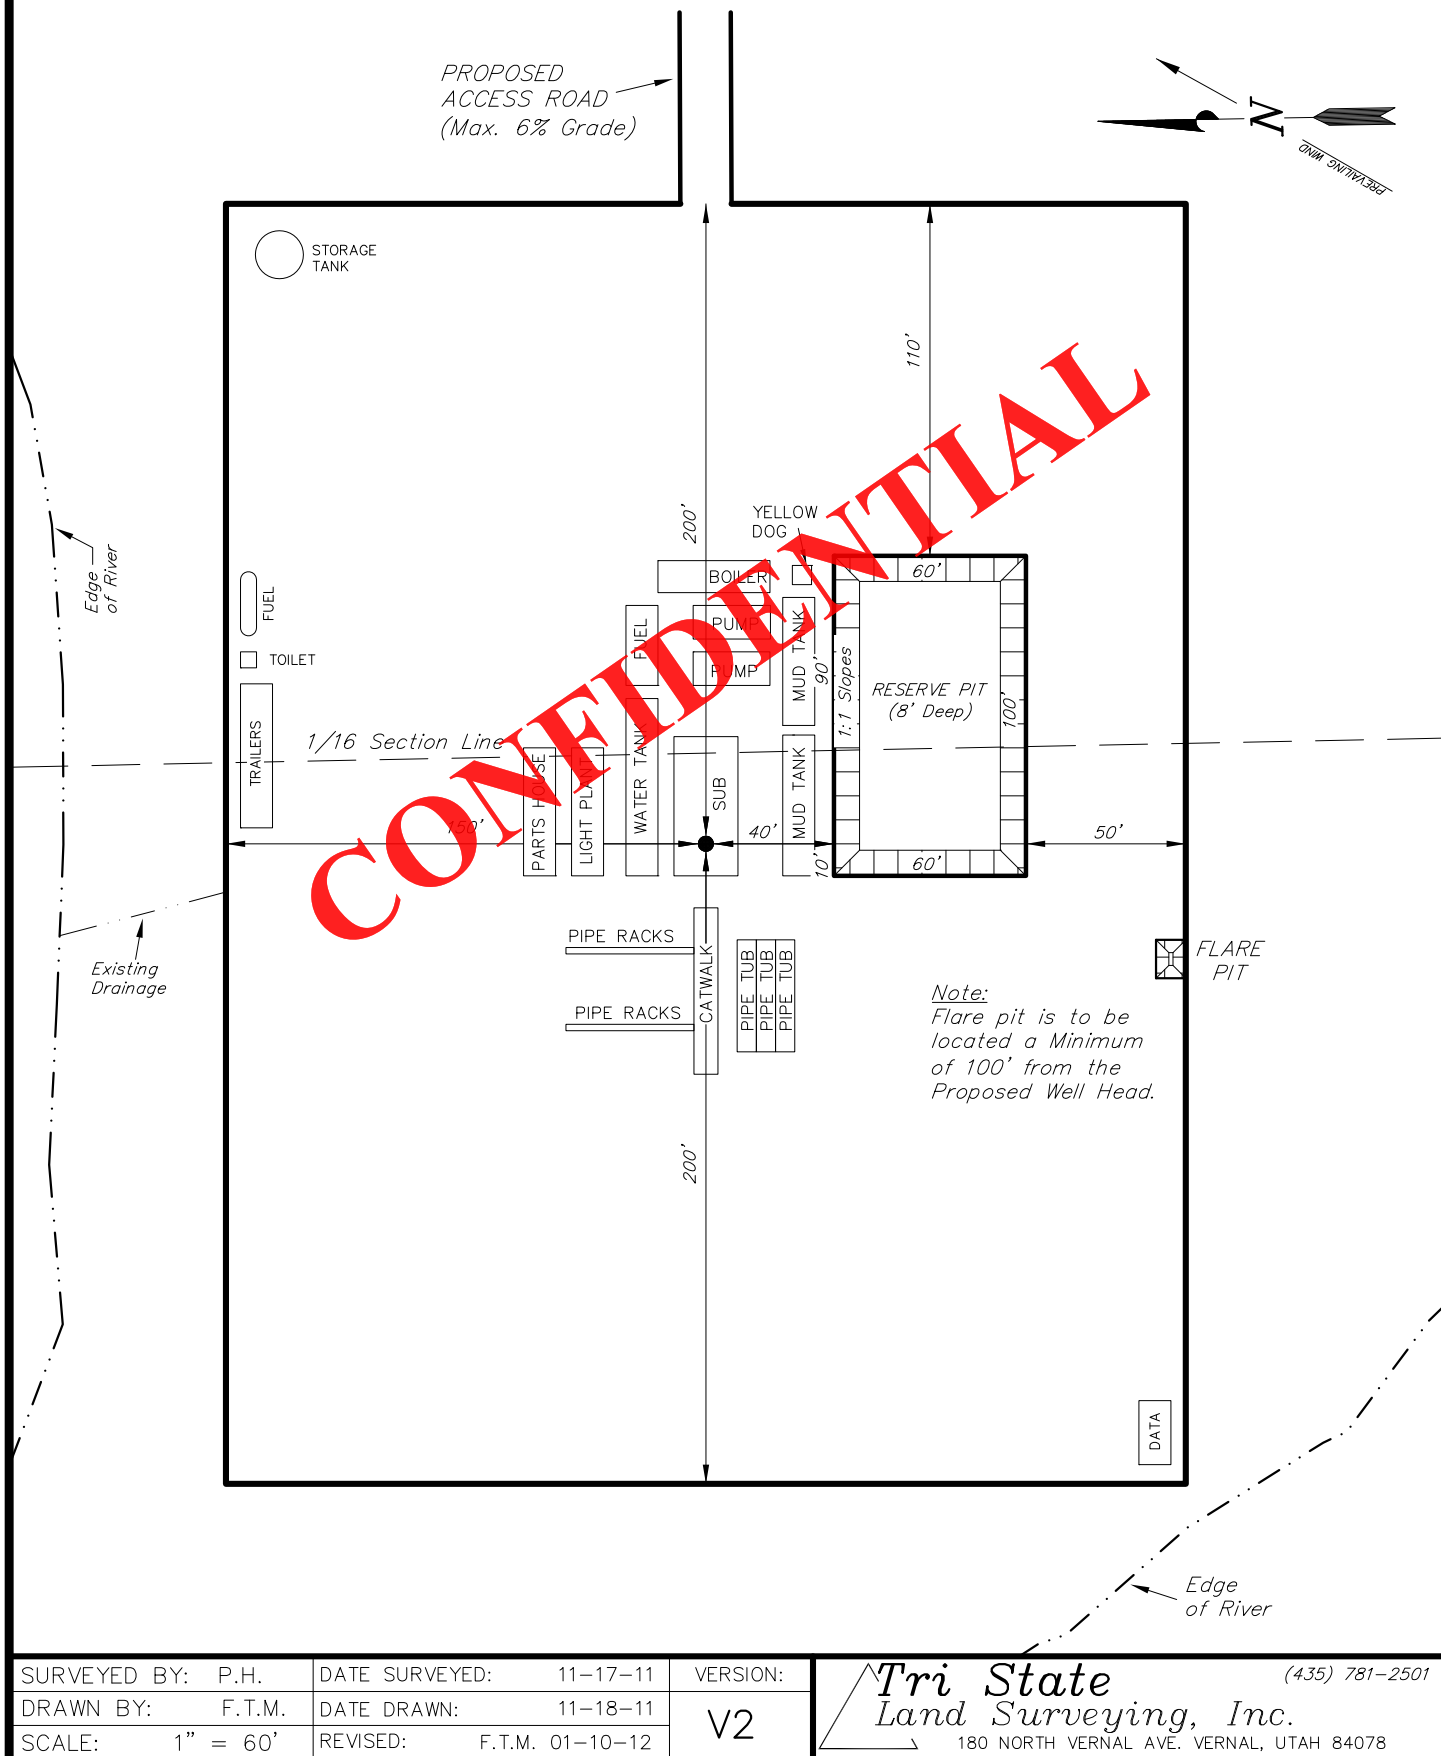 PROPOSED
ACCESS ROAD
(Max. 6% Grade)
N
PREVAILING WIND
STORAGE
TANK
110'
200'
YELLOW
DOG
Edge
of River
FUEL
TOILET
TRAILERS
BOILER
PUMP
PUMP
FUEL
WATER TANK
MUD TANK
MUD TANK
90'
1:1 Slopes
60'
RESERVE PIT
(8' Deep)
100'
60'
1/16 Section Line
PARTS HOUSE
LIGHT PLANT
SUB
150'
40'
10'
50'
CONFIDENTIAL
Existing
Drainage
PIPE RACKS
PIPE RACKS
CATWALK
PIPE TUB
PIPE TUB
PIPE TUB
FLARE
PIT
Note:
Flare pit is to be
located a Minimum
of 100' from the
Proposed Well Head.
200'
DATA
Edge
of River
SURVEYED BY: P.H.
DATE SURVEYED: 11-17-11
VERSION:
DRAWN BY: F.T.M.
DATE DRAWN: 11-18-11
V2
SCALE: 1" = 60'
REVISED: F.T.M. 01-10-12
Tri State
(435) 781-2501
Land Surveying, Inc.
180 NORTH VERNAL AVE. VERNAL, UTAH 84078